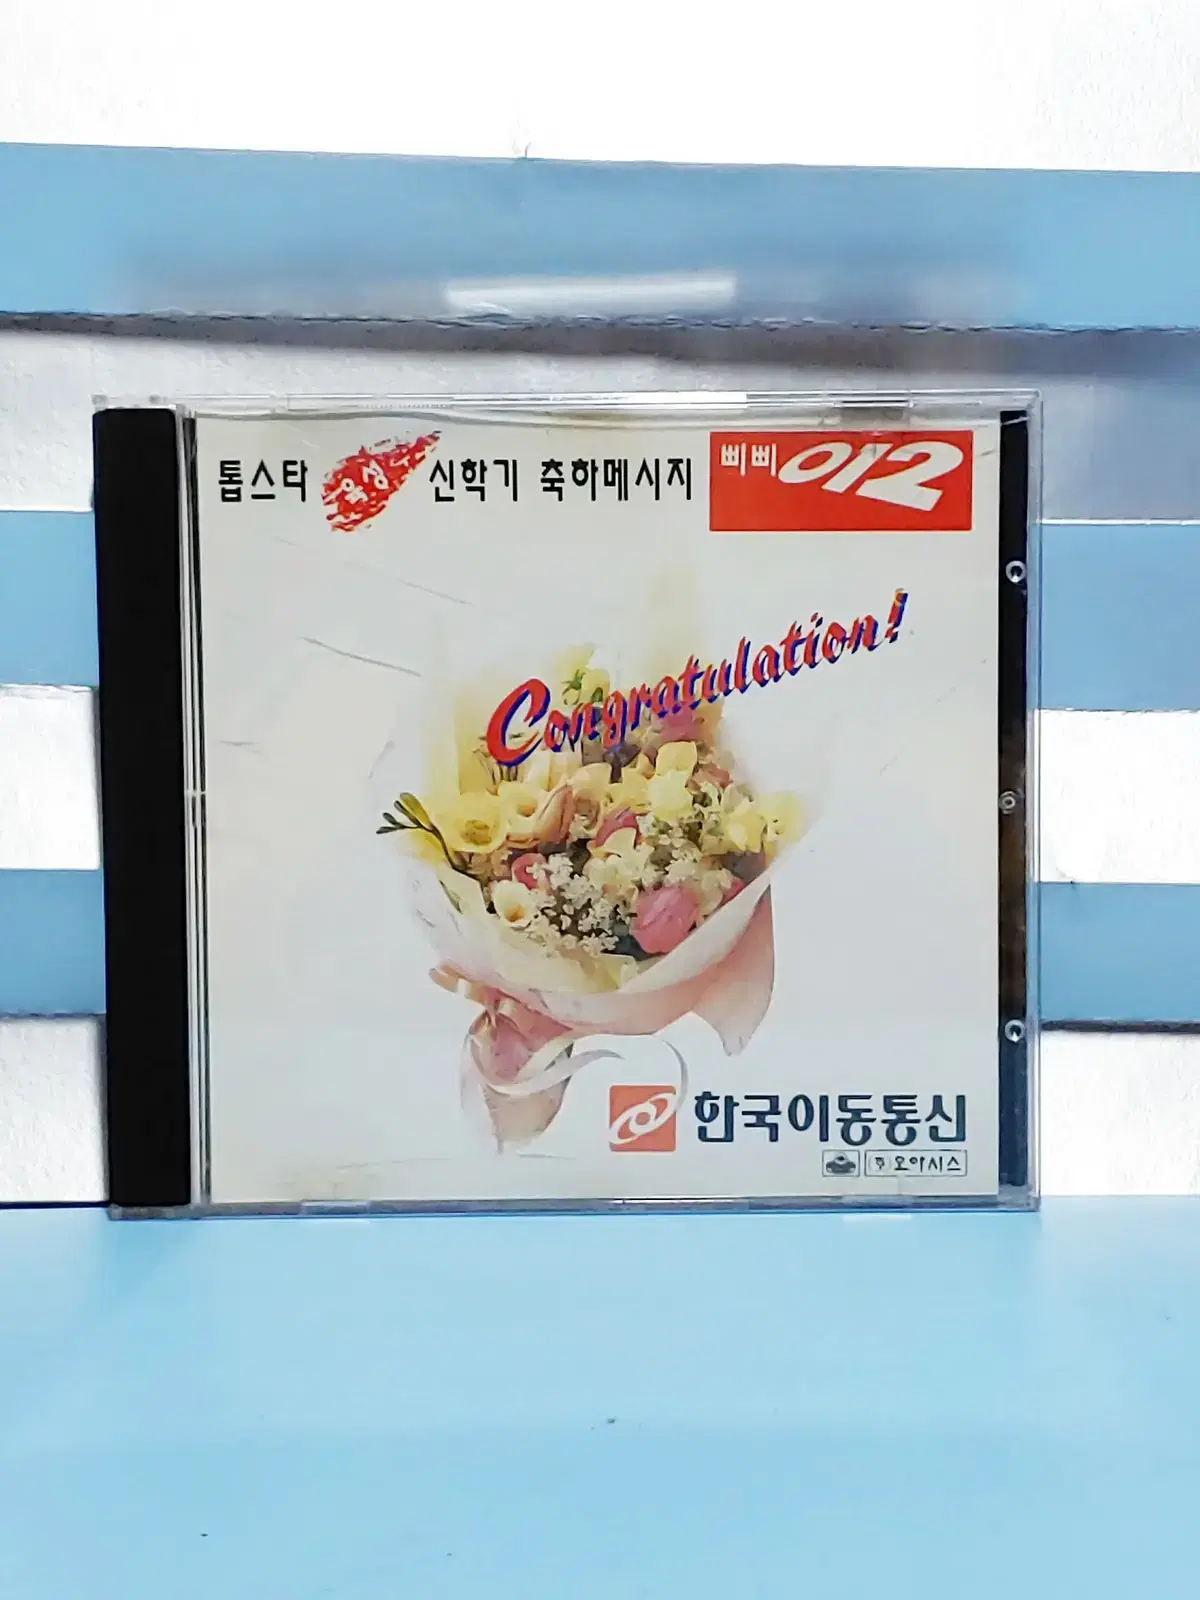 톱스타 육성 신학기 축하메시지
삐삐 012
Congratulation!
한국이동통신
(주)오아시스